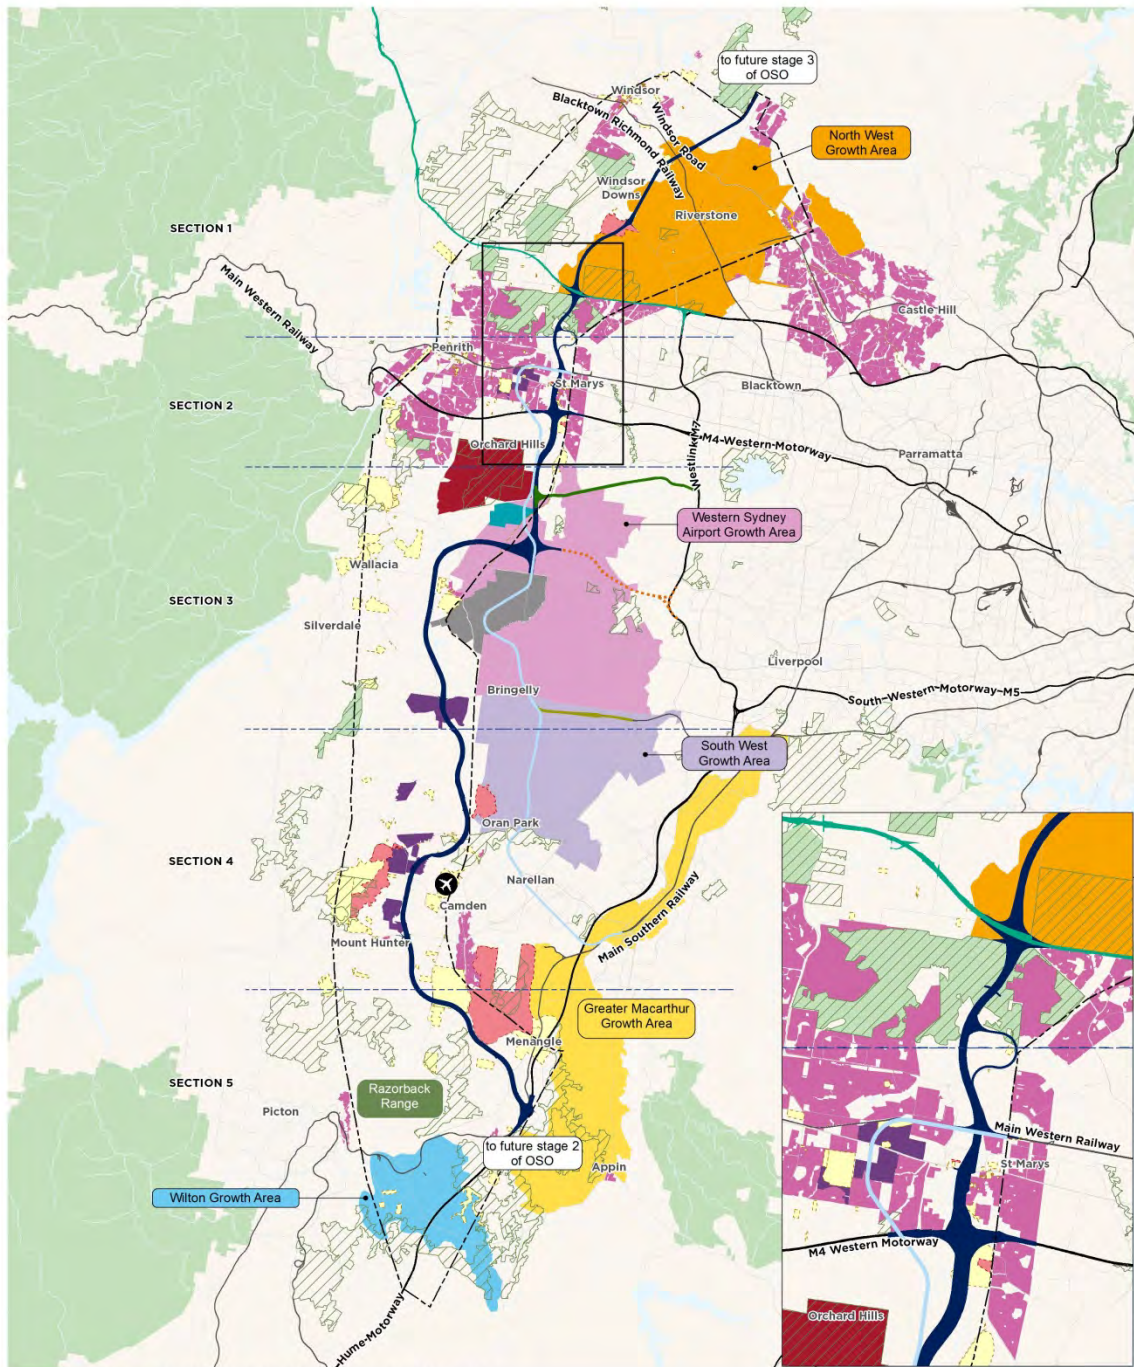 to future stage 3
of OSO
Windsor
Blacktown Richmond Railway
Windsor Road
North West
Growth Area
Windsor
Downs
Riverstone
SECTION 1
Main Western Railway
Castle Hill
Penrith
St Marys
Blacktown
SECTION 2
Orchard Hills
Westlink M7
M4 Western Motorway
Parramatta
Western Sydney
Airport Growth Area
Wallacia
SECTION 3
Silverdale
Liverpool
Bringelly
South-Western-Motorway-M5
South West
Growth Area
Oran Park
SECTION 4
Narellan
Camden
Main Southern Railway
Mount Hunter
Greater Macarthur
Growth Area
Menangle
SECTION 5
Razorback
Range
Picton
to future stage 2
of OSO
Appin
Wilton Growth Area
Hume-Motorway
Main Western Railway
St Marys
M4 Western Motorway
Orchard Hills